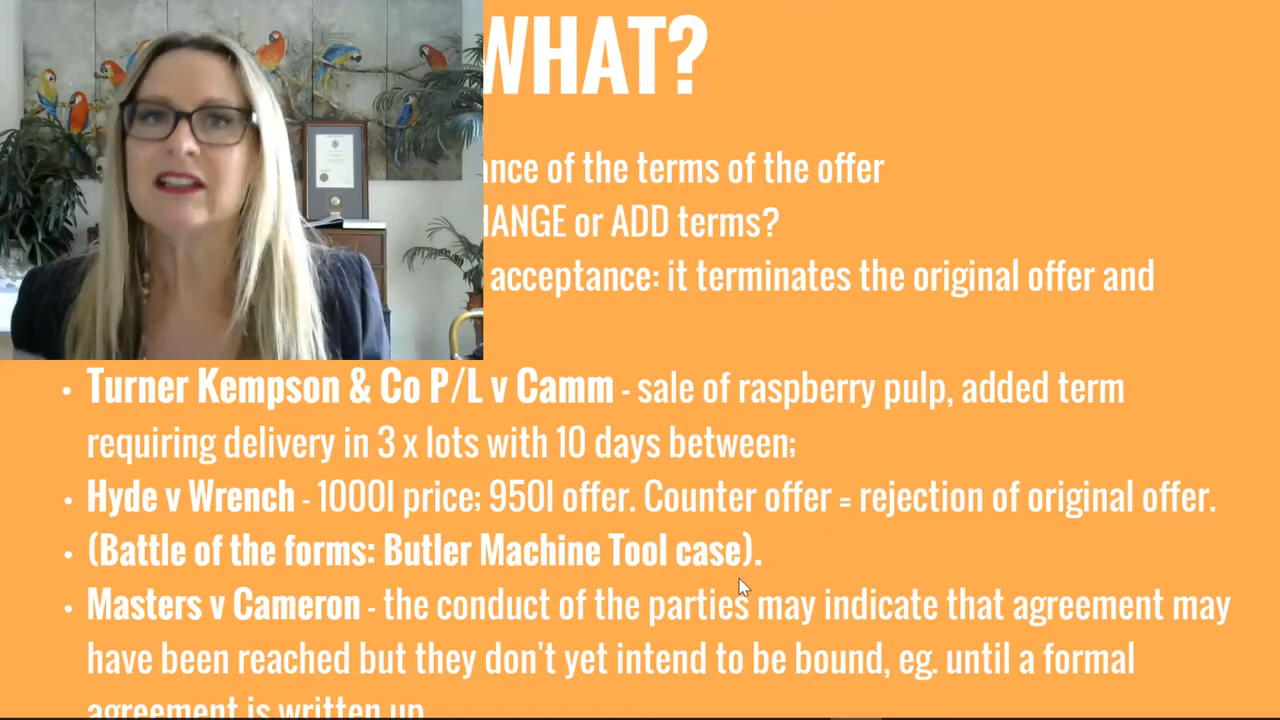 WHAT?
of the terms of the offer
or ADD terms?
acceptance: it terminates the original offer and
• Turner Kempson & Co P/L v Camm - sale of raspberry pulp, added term
requiring delivery in 3 x lots with 10 days between;
• Hyde v Wrench - 1000l price; 950l offer. Counter offer = rejection of original offer.
• (Battle of the forms: Butler Machine Tool case).
• Masters v Cameron - the conduct of the parties may indicate that agreement may
have been reached but they don't yet intend to be bound, eg. until a formal
agreement is written up